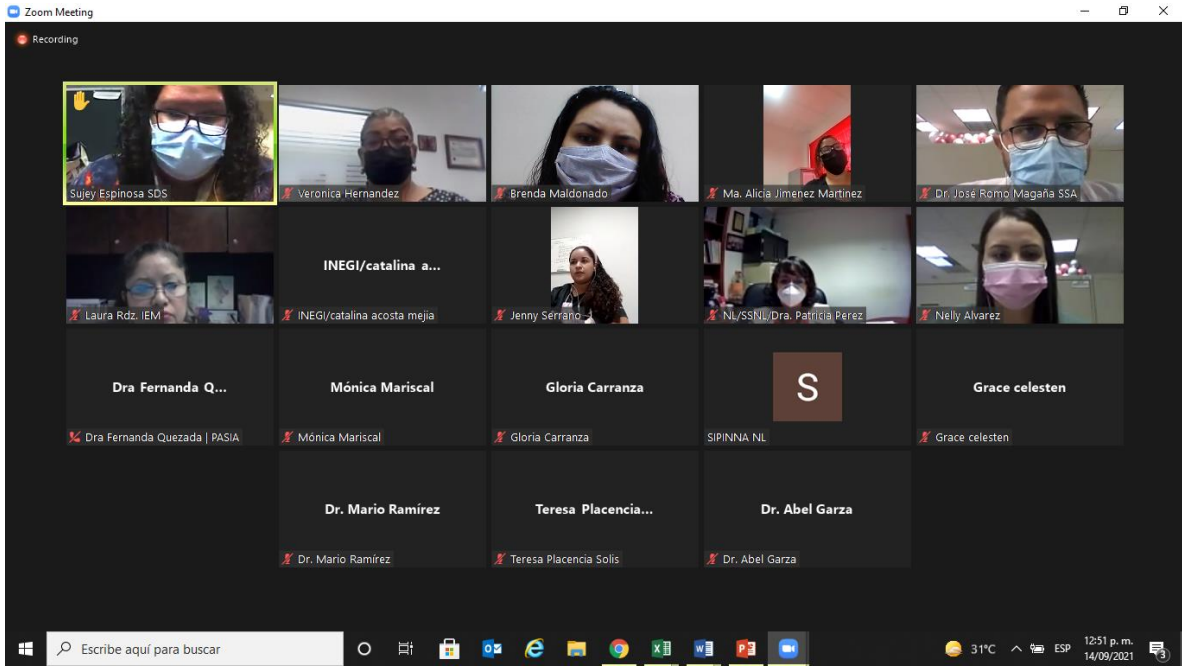 Zoom Meeting
Recording
Sujey Espinosa SDS
Veronica Hernandez
Brenda Maldonado
Ma. Alicia Jimenez Martinez
Dr. José Romo Magaña SSA
Laura Rdz. IEM
INEGI/catalina a...
INEGI/catalina acosta mejia
Jenny Serrano
NL/SSNL/Dra. Patricia Perez
Nelly Alvarez
Dra Fernanda Q...
Dra Fernanda Quezada | PASIA
Mónica Mariscal
Mónica Mariscal
Gloria Carranza
Gloria Carranza
S
SIPINNA NL
Grace celesten
Grace celesten
Dr. Mario Ramírez
Dr. Mario Ramírez
Teresa Placencia...
Teresa Placencia Solis
Dr. Abel Garza
Dr. Abel Garza
Escribe aquí para buscar
31°C
ESP
12:51 p. m.
14/09/2021
3